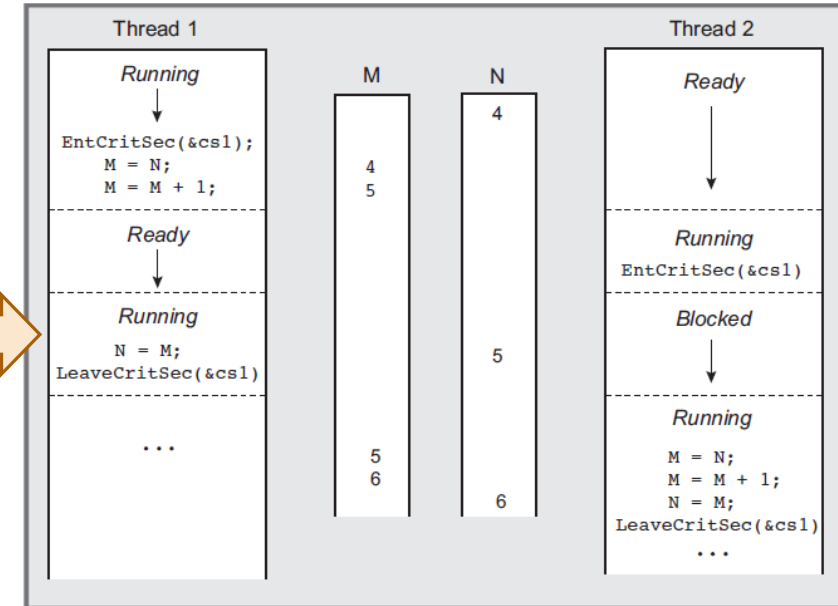 Thread 1
Running
EntCritSec(&cs1);
M = N;
M = M + 1;
Ready
Running
N = M;
LeaveCritSec(&cs1)
...
M
4
5
5
6
N
4
5
6
Thread 2
Ready
Running
EntCritSec(&cs1)
Blocked
Running
M = N;
M = M + 1;
N = M;
LeaveCritSec(&cs1)
...